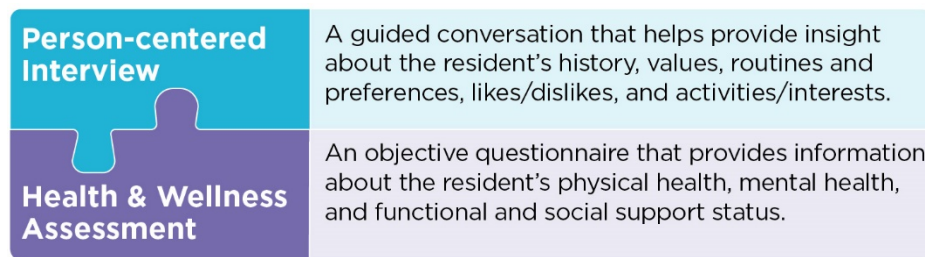 Person-centered
Interview
A guided conversation that helps provide insight
about the resident’s history, values, routines and
preferences, likes/dislikes, and activities/interests.
Health & Wellness
Assessment
An objective questionnaire that provides information
about the resident’s physical health, mental health,
and functional and social support status.